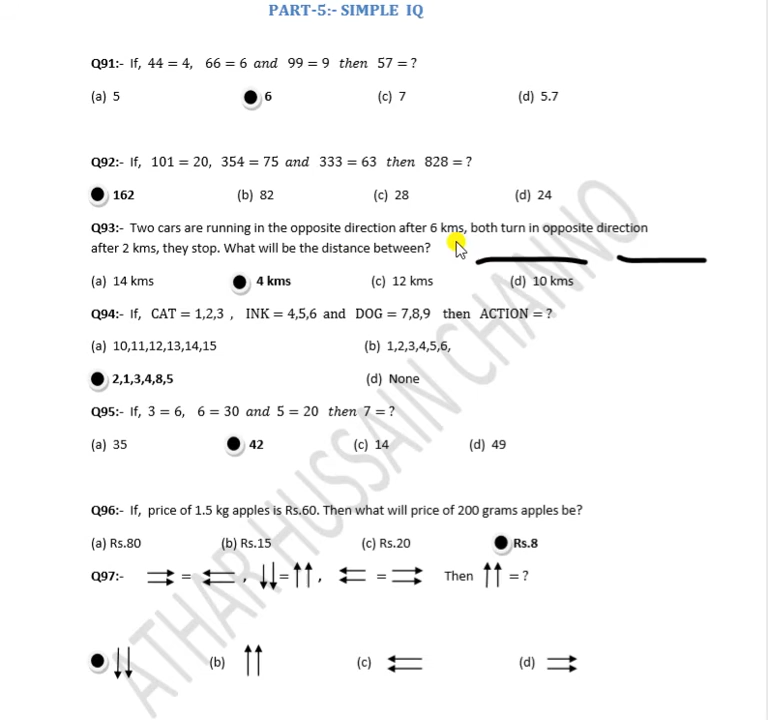 PART-5:- SIMPLE IQ
Q91:- If, 44 = 4, 66 = 6 and 99 = 9 then 57 = ?
(a) 5 6 (c) 7 (d) 5.7
Q92:- If, 101 = 20, 354 = 75 and 333 = 63 then 828 = ?
162 (b) 82 (c) 28 (d) 24
Q93:- Two cars are running in the opposite direction after 6 kms, both turn in opposite direction
after 2 kms, they stop. What will be the distance between?
(a) 14 kms 4 kms (c) 12 kms (d) 10 kms
Q94:- If, CAT = 1,2,3 , INK = 4,5,6 and DOG = 7,8,9 then ACTION = ?
(a) 10,11,12,13,14,15 (b) 1,2,3,4,5,6,
2,1,3,4,8,5 (d) None
Q95:- If, 3 = 6, 6 = 30 and 5 = 20 then 7 = ?
(a) 35 42 (c) 14 (d) 49
Q96:- If, price of 1.5 kg apples is Rs.60. Then what will price of 200 grams apples be?
(a) Rs.80 (b) Rs.15 (c) Rs.20 Rs.8
Q97:- ⇉ = ⇇ , ⇊ = ⇈ , ⇇ = ⇉ Then ⇈ = ?
⇊ (b) ⇈ (c) ⇇ (d) ⇉
ATHAR HUSSAIN CHANNO